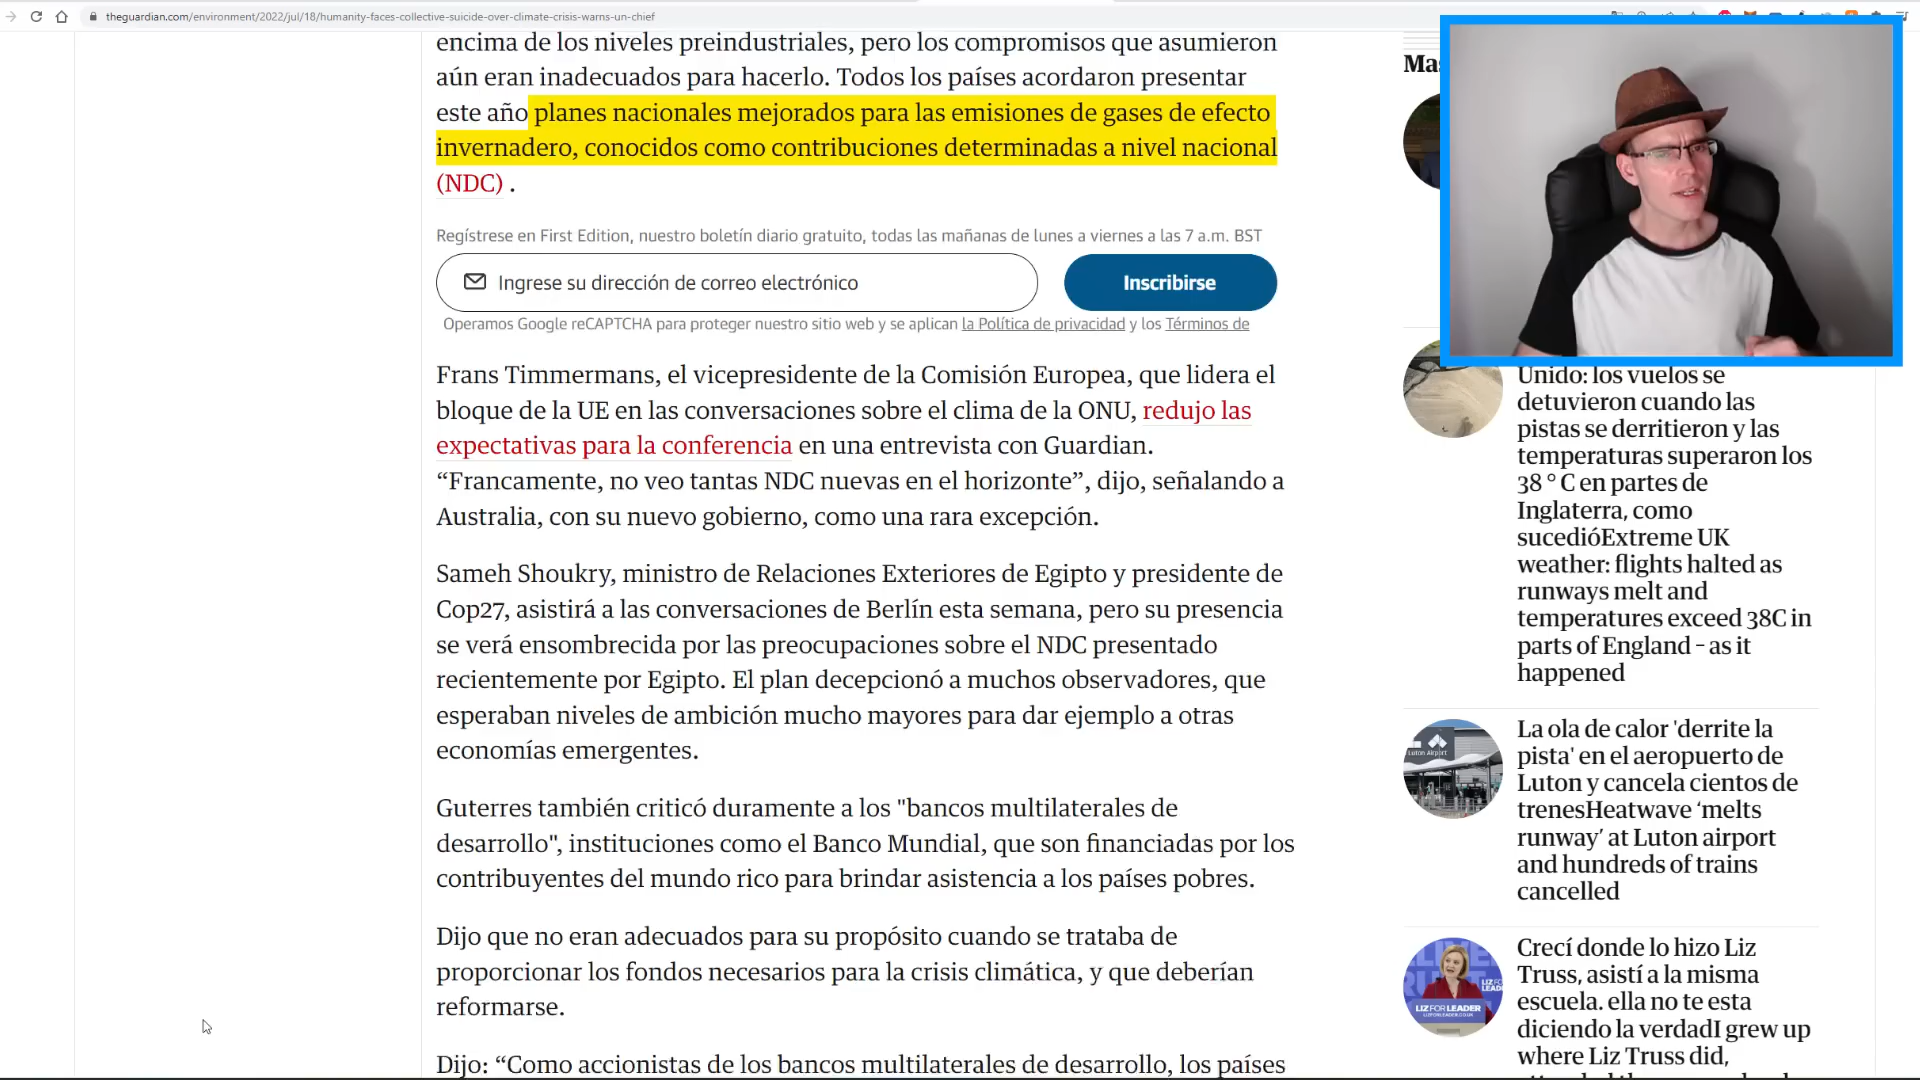 theguardian.com/environment/2022/jul/18/humanity-faces-collective-suicide-over-climate-crisis-warns-un-chief
encima de los niveles preindustriales, pero los compromisos que asumieron
aún eran inadecuados para hacerlo. Todos los países acordaron presentar
este año planes nacionales mejorados para las emisiones de gases de efecto
invernadero, conocidos como contribuciones determinadas a nivel nacional
(NDC) .
Regístrese en First Edition, nuestro boletín diario gratuito, todas las mañanas de lunes a viernes a las 7 a.m. BST
Ingrese su dirección de correo electrónico
Inscribirse
Operamos Google reCAPTCHA para proteger nuestro sitio web y se aplican la Política de privacidad y los Términos de
Frans Timmermans, el vicepresidente de la Comisión Europea, que lidera el
bloque de la UE en las conversaciones sobre el clima de la ONU, redujo las
expectativas para la conferencia en una entrevista con Guardian.
“Francamente, no veo tantas NDC nuevas en el horizonte”, dijo, señalando a
Australia, con su nuevo gobierno, como una rara excepción.
Sameh Shoukry, ministro de Relaciones Exteriores de Egipto y presidente de
Cop27, asistirá a las conversaciones de Berlín esta semana, pero su presencia
se verá ensombrecida por las preocupaciones sobre el NDC presentado
recientemente por Egipto. El plan decepcionó a muchos observadores, que
esperaban niveles de ambición mucho mayores para dar ejemplo a otras
economías emergentes.
Guterres también criticó duramente a los "bancos multilaterales de
desarrollo", instituciones como el Banco Mundial, que son financiadas por los
contribuyentes del mundo rico para brindar asistencia a los países pobres.
Dijo que no eran adecuados para su propósito cuando se trataba de
proporcionar los fondos necesarios para la crisis climática, y que deberían
reformarse.
Dijo: “Como accionistas de los bancos multilaterales de desarrollo, los países
Unido: los vuelos se
detuvieron cuando las
pistas se derritieron y las
temperaturas superaron los
38 ° C en partes de
Inglaterra, como
sucedióExtreme UK
weather: flights halted as
runways melt and
temperatures exceed 38C in
parts of England – as it
happened
Luton Airport
La ola de calor 'derrite la
pista' en el aeropuerto de
Luton y cancela cientos de
trenesHeatwave ‘melts
runway’ at Luton airport
and hundreds of trains
cancelled
LIZ FOR LEADER
Crecí donde lo hizo Liz
Truss, asistí a la misma
escuela. ella no te esta
diciendo la verdadI grew up
where Liz Truss did,